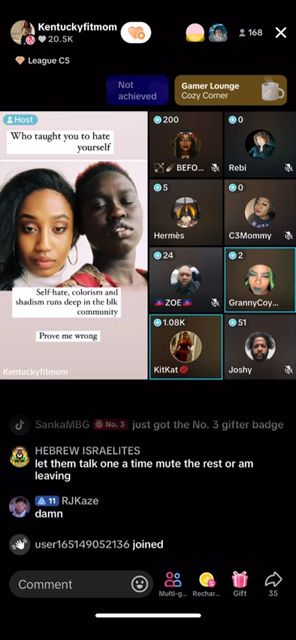 Kentuckyfitmom
20.5K
168
League C5
Not
achieved
Gamer Lounge
Cozy Corner
Host
Who taught you to hate
yourself
Self-hate, colorism and
shadism runs deep in the blk
community
Prove me wrong
Kentuckyfitmom
200
BEFO...
0
Rebi
5
Hermès
0
C3Mommy
24
🇭🇹 ZOE 🇭🇹
2
GrannyCoy...
1.08K
KitKat 💋
51
Joshy
SankaMBG No. 3 just got the No. 3 gifter badge
HEBREW ISRAELITES
let them talk one a time mute the rest or am
leaving
11 RJKaze
damn
user165149052136 joined
Comment
Multi-g...
Rechar...
Gift
35